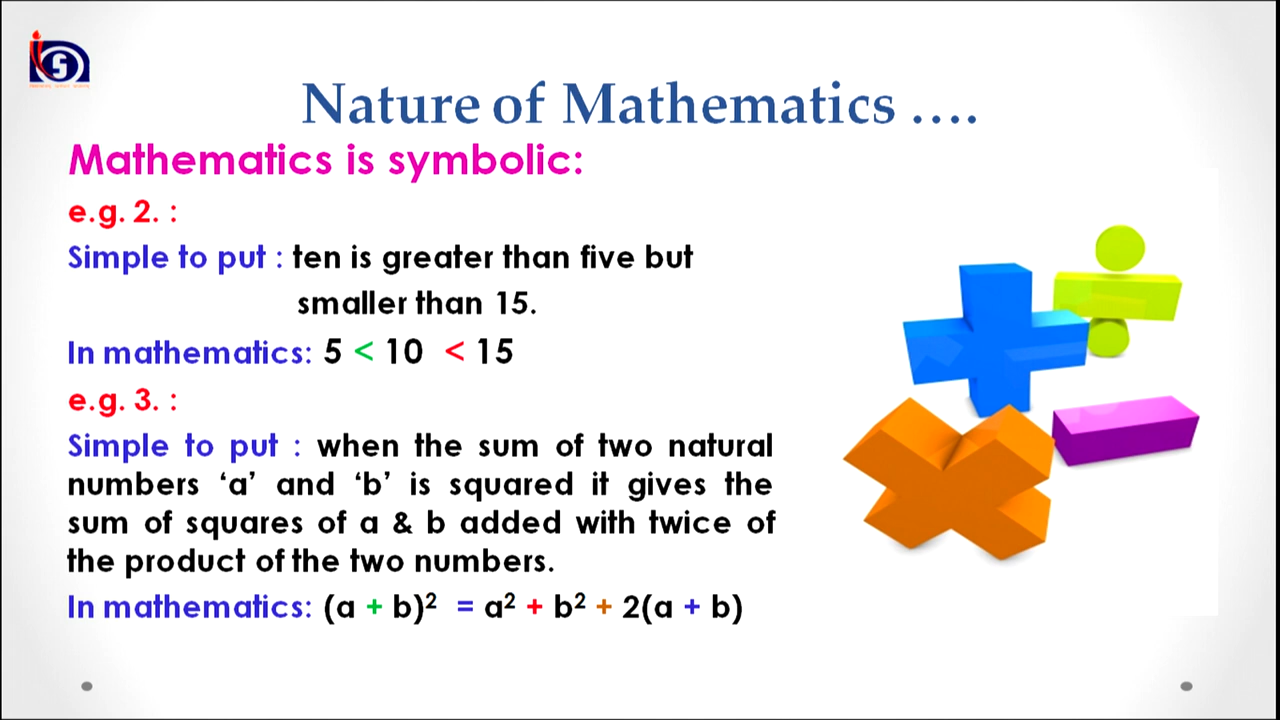 Nature of Mathematics ....
Mathematics is symbolic:
e.g. 2. :
Simple to put : ten is greater than five but
smaller than 15.
In mathematics: 5 < 10 < 15
e.g. 3. :
Simple to put : when the sum of two natural
numbers ‘a’ and ‘b’ is squared it gives the
sum of squares of a & b added with twice of
the product of the two numbers.
In mathematics: (a + b)² = a² + b² + 2(a + b)